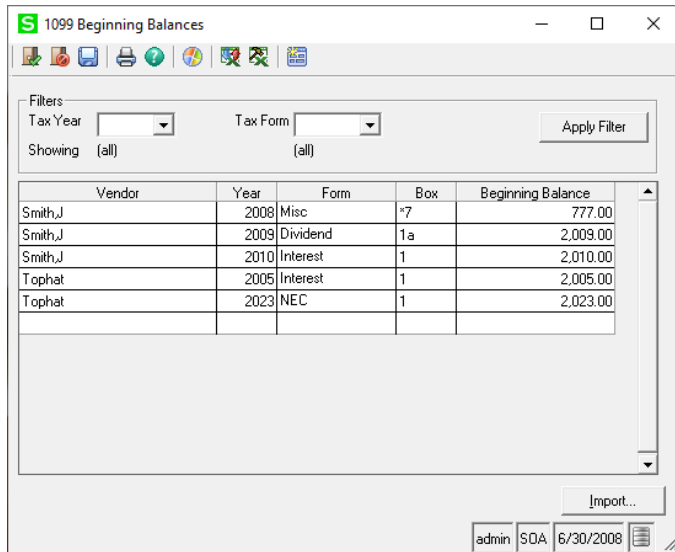 S 1099 Beginning Balances
Filters
Tax Year Tax Form Apply Filter
Showing (all) (all)
Vendor Year Form Box Beginning Balance
Smith,J 2008 Misc *7 777.00
Smith,J 2009 Dividend 1a 2,009.00
Smith,J 2010 Interest 1 2,010.00
Tophat 2005 Interest 1 2,005.00
Tophat 2023 NEC 1 2,023.00
Import...
admin SOA 6/30/2008